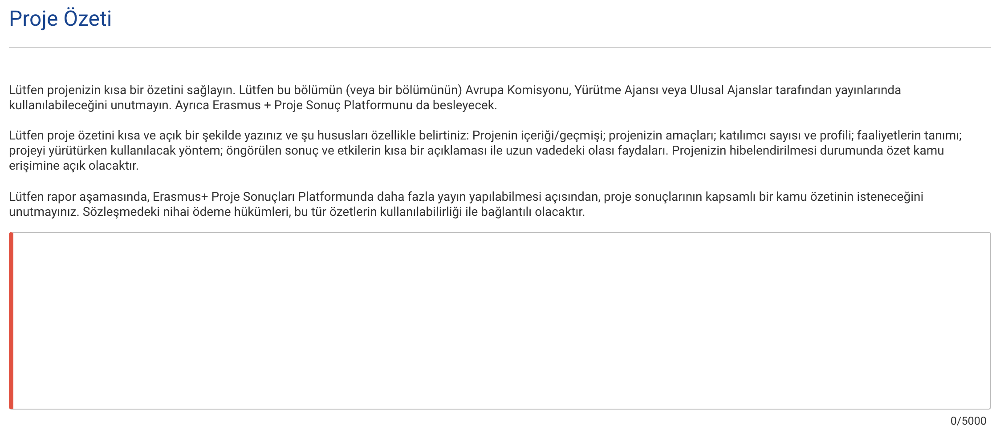 Proje Özeti
Lütfen projenizin kısa bir özetini sağlayın. Lütfen bu bölümün (veya bir bölümünün) Avrupa Komisyonu, Yürütme Ajansı veya Ulusal Ajanslar tarafından yayınlarında
kullanılabileceğini unutmayın. Ayrıca Erasmus + Proje Sonuç Platformunu da besleyecek.
Lütfen proje özetini kısa ve açık bir şekilde yazınız ve şu hususları özellikle belirtiniz: Projenin içeriği/geçmişi; projenizin amaçları; katılımcı sayısı ve profili; faaliyetlerin tanımı;
projeyi yürütürken kullanılacak yöntem; öngörülen sonuç ve etkilerin kısa bir açıklaması ile uzun vadedeki olası faydaları. Projenizin hibelendirilmesi durumunda özet kamu
erişimine açık olacaktır.
Lütfen rapor aşamasında, Erasmus+ Proje Sonuçları Platformunda daha fazla yayın yapılabilmesi açısından, proje sonuçlarının kapsamlı bir kamu özetinin isteneceğini
unutmayınız. Sözleşmedeki nihai ödeme hükümleri, bu tür özetlerin kullanılabilirliği ile bağlantılı olacaktır.
0/5000